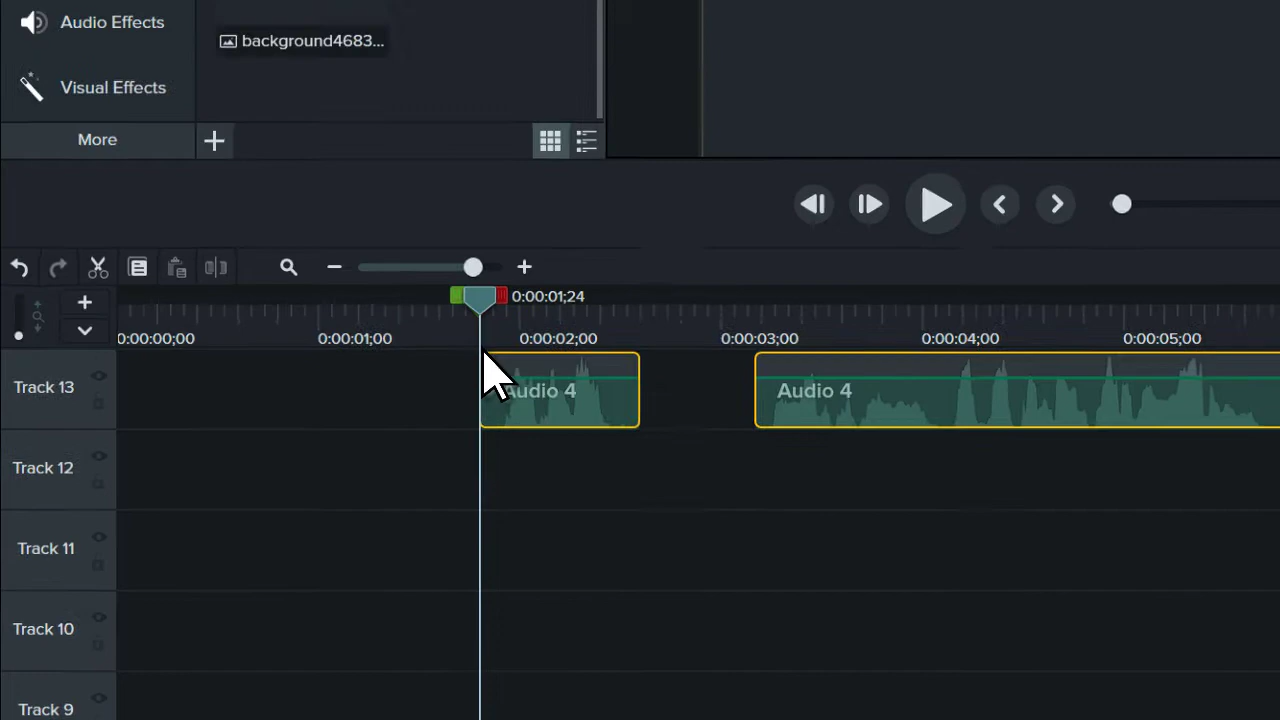 Audio Effects
background4683...
Visual Effects
More
0:00:01;24
0:00:00;00
0:00:01;00
0:00:02;00
0:00:03;00
0:00:04;00
0:00:05;00
Track 13
Audio 4
Audio 4
Track 12
Track 11
Track 10
Track 9